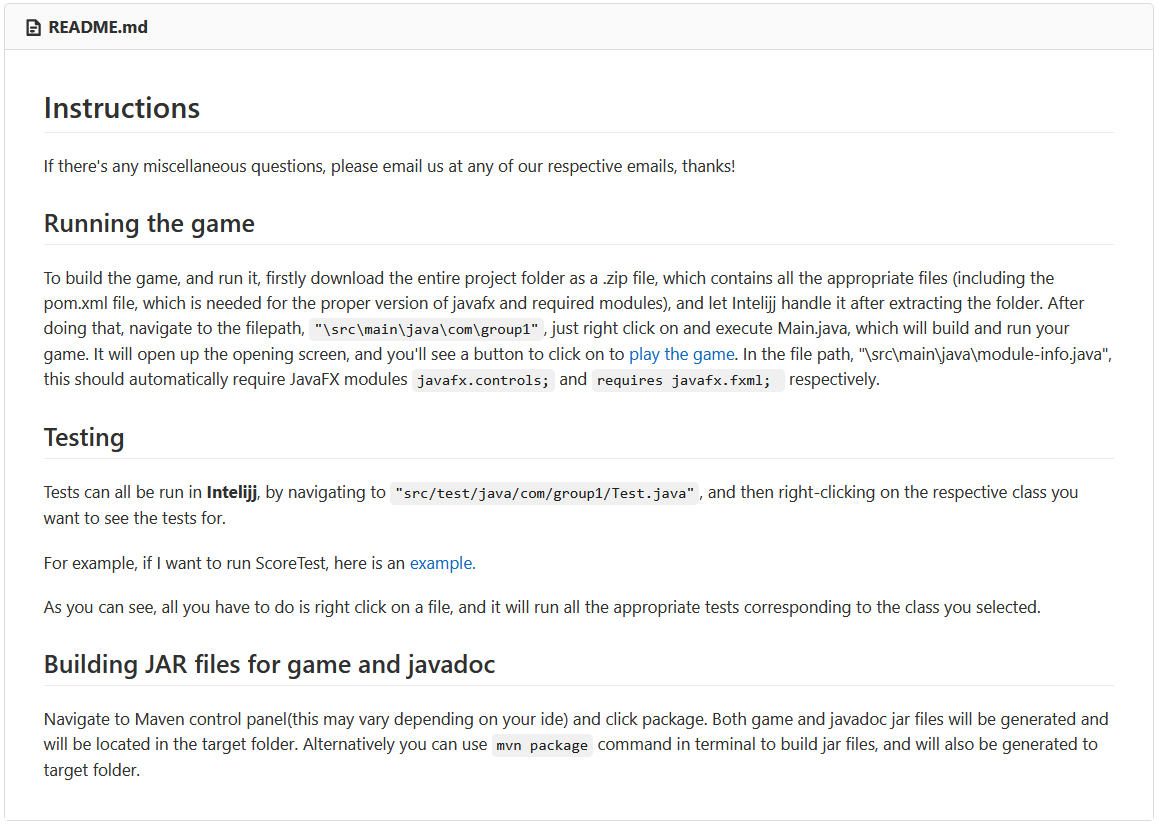 README.md
Instructions
If there's any miscellaneous questions, please email us at any of our respective emails, thanks!
Running the game
To build the game, and run it, firstly download the entire project folder as a .zip file, which contains all the appropriate files (including the
pom.xml file, which is needed for the proper version of javafx and required modules), and let Intelijj handle it after extracting the folder. After
doing that, navigate to the filepath, "\src\main\java\com\group1", just right click on and execute Main.java, which will build and run your
game. It will open up the opening screen, and you'll see a button to click on to play the game. In the file path, "\src\main\java\module-info.java",
this should automatically require JavaFX modules javafx.controls; and requires javafx.fxml; respectively.
Testing
Tests can all be run in Intelijj, by navigating to "src/test/java/com/group1/Test.java", and then right-clicking on the respective class you
want to see the tests for.
For example, if I want to run ScoreTest, here is an example.
As you can see, all you have to do is right click on a file, and it will run all the appropriate tests corresponding to the class you selected.
Building JAR files for game and javadoc
Navigate to Maven control panel(this may vary depending on your ide) and click package. Both game and javadoc jar files will be generated and
will be located in the target folder. Alternatively you can use mvn package command in terminal to build jar files, and will also be generated to
target folder.